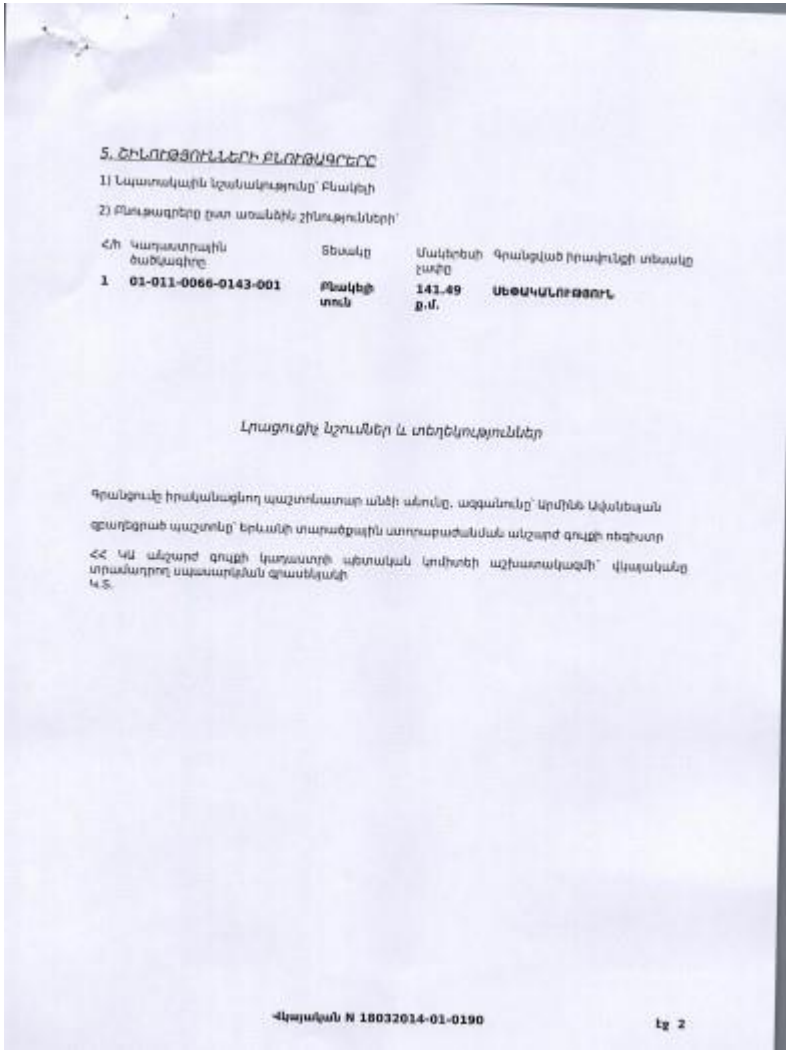 5. ՇԻՆՈՒԹՅՈՒՆՆԵՐԻ ԲՆՈՒԹԱԳՐԵՐԸ
1) Նպատակային նշանակությունը՝ Բնակելի
2) Բնութագրերը ըստ առանձին շինությունների՝
Հ/հ Կադաստրային ծածկագիրը Տեսակը Մակերեսի չափը Գրանցված իրավունքի տեսակը
1 01-011-0066-0143-001 Բնակելի տուն 141.49 ք.մ. ՍԵՓԱԿԱՆՈՒԹՅՈՒՆ
Լրացուցիչ նշումներ և տեղեկություններ
Գրանցումը իրականացնող պաշտոնատար անձի անունը, ազգանունը՝ Արմինե Ավանեսյան
զբաղեցրած պաշտոնը՝ Երևանի տարածքային ստորաբաժանման անշարժ գույքի ռեգիստր
ՀՀ ԿԱ անշարժ գույքի կադաստրի պետական կոմիտեի աշխատակազմի՝ վկայականը
տրամադրող սպասարկման գրասենյակի
Կ.Տ.
Վկայական N 18032014-01-0190
էջ 2